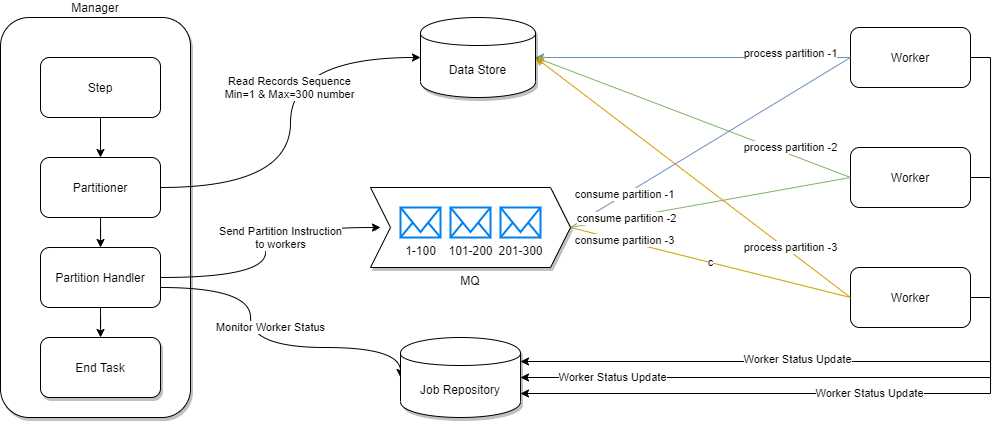 Manager
Step
Partitioner
Partition Handler
End Task
Read Records Sequence
Min=1 & Max=300 number
Send Partition Instruction
to workers
Monitor Worker Status
Data Store
1-100
101-200
201-300
MQ
Job Repository
process partition -1
process partition -2
consume partition -1
consume partition -2
consume partition -3
process partition -3
c
Worker
Worker
Worker
Worker Status Update
Worker Status Update
Worker Status Update